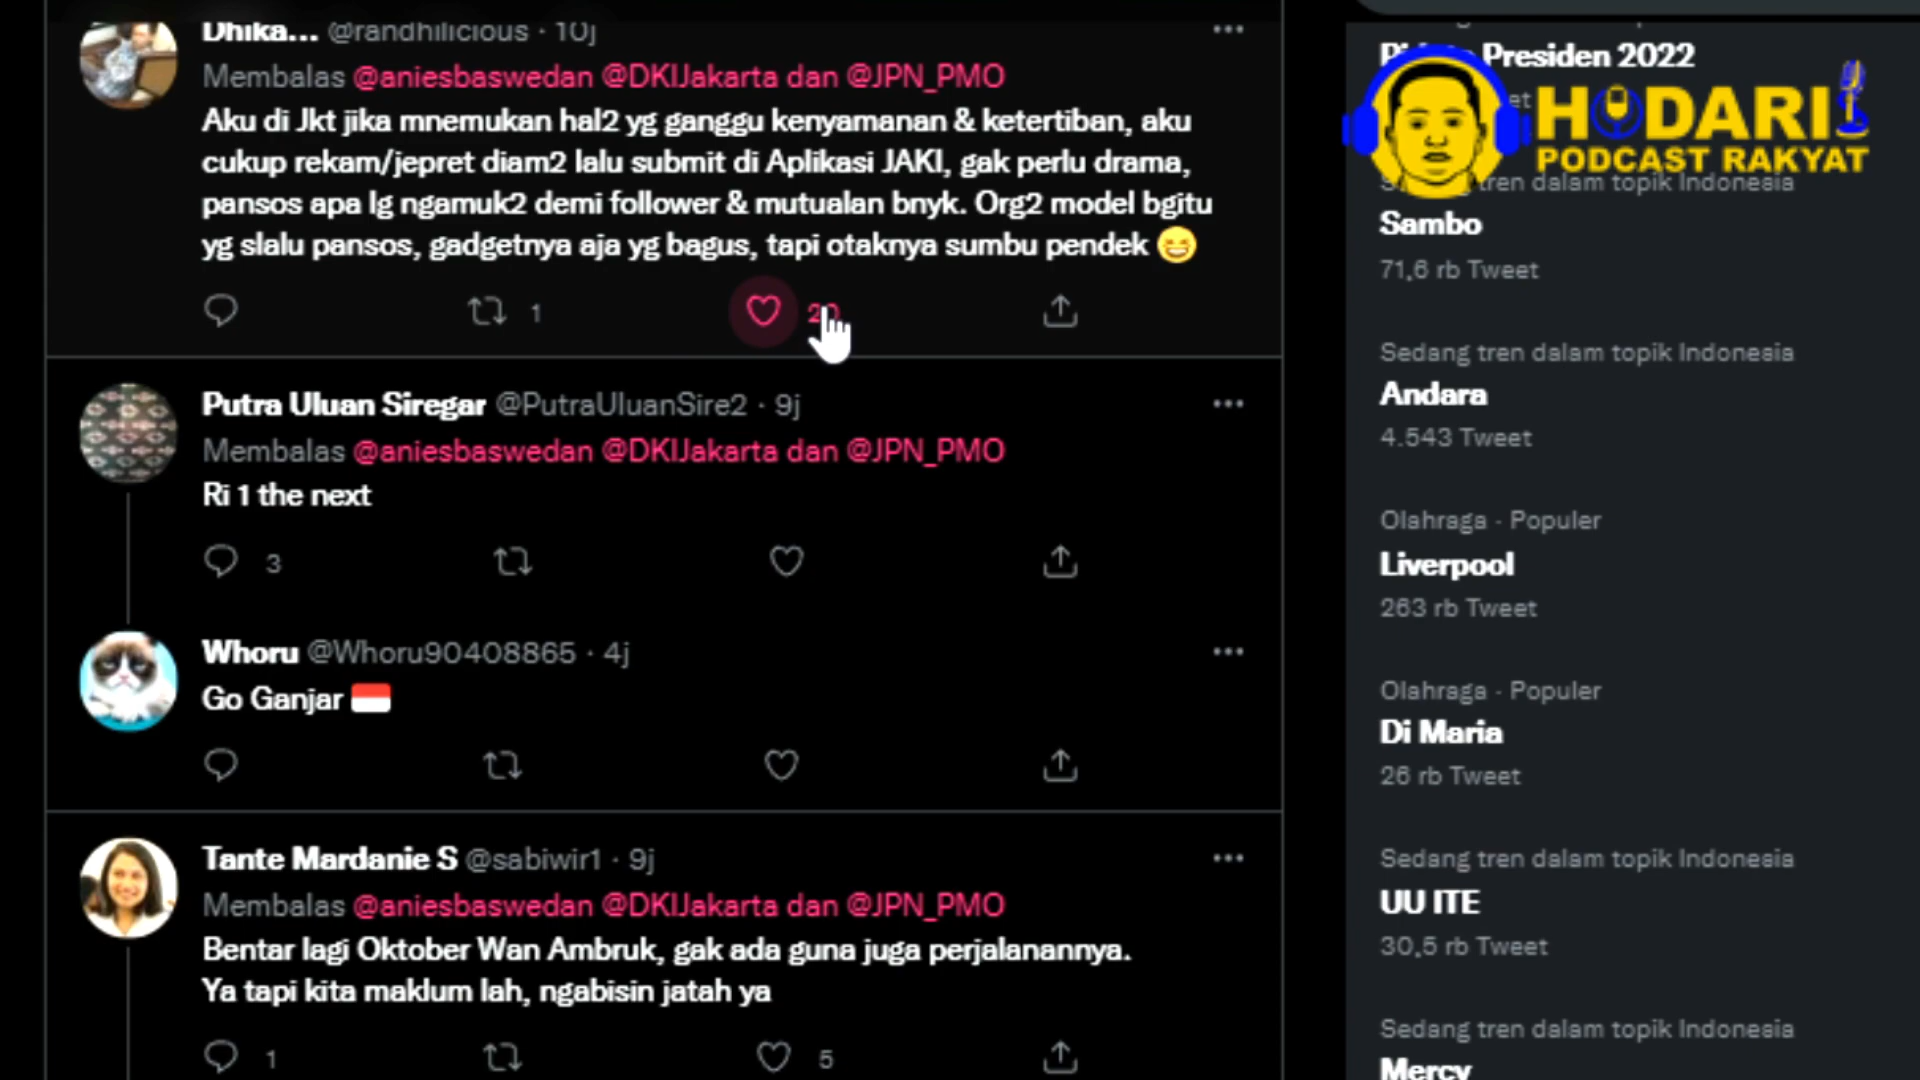 Dhika... @randhilicious · 10j
Membalas @aniesbaswedan @DKIJakarta dan @JPN_PMO
Aku di Jkt jika mnemukan hal2 yg ganggu kenyamanan & ketertiban, aku
cukup rekam/jepret diam2 lalu submit di Aplikasi JAKI, gak perlu drama,
pansos apa lg ngamuk2 demi follower & mutualan bnyk. Org2 model bgitu
yg slalu pansos, gadgetnya aja yg bagus, tapi otaknya sumbu pendek 😆
1
Putra Uluan Siregar @PutraUluanSire2 · 9j
Membalas @aniesbaswedan @DKIJakarta dan @JPN_PMO
Ri 1 the next
3
Whoru @Whoru90408865 · 4j
Go Ganjar 🇮🇩
Tante Mardanie S @sabiwir1 · 9j
Membalas @aniesbaswedan @DKIJakarta dan @JPN_PMO
Bentar lagi Oktober Wan Ambruk, gak ada guna juga perjalanannya.
Ya tapi kita maklum lah, ngabisin jatah ya
1 5
Presiden 2022
HODARI
PODCAST RAKYAT
tren dalam topik Indonesia
Sambo
71,6 rb Tweet
Sedang tren dalam topik Indonesia
Andara
4.543 Tweet
Olahraga · Populer
Liverpool
263 rb Tweet
Olahraga · Populer
Di Maria
26 rb Tweet
Sedang tren dalam topik Indonesia
UU ITE
30,5 rb Tweet
Sedang tren dalam topik Indonesia
Mercy